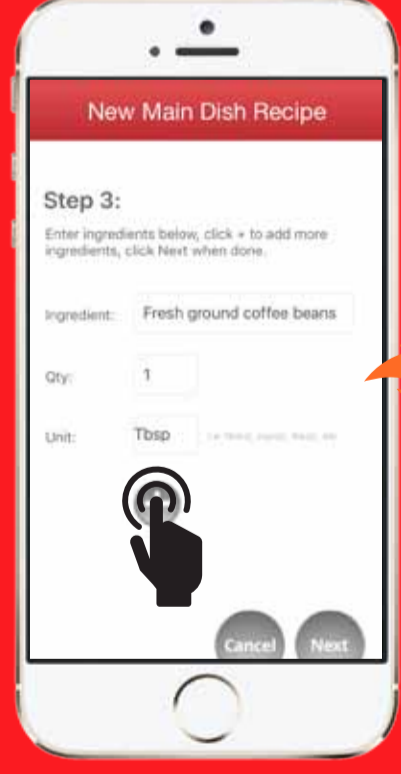 New Main Dish Recipe
Step 3:
Enter ingredients below, click + to add more
ingredients, click Next when done.
Ingredient: Fresh ground coffee beans
Qty: 1
Unit: Tbsp
Cancel Next